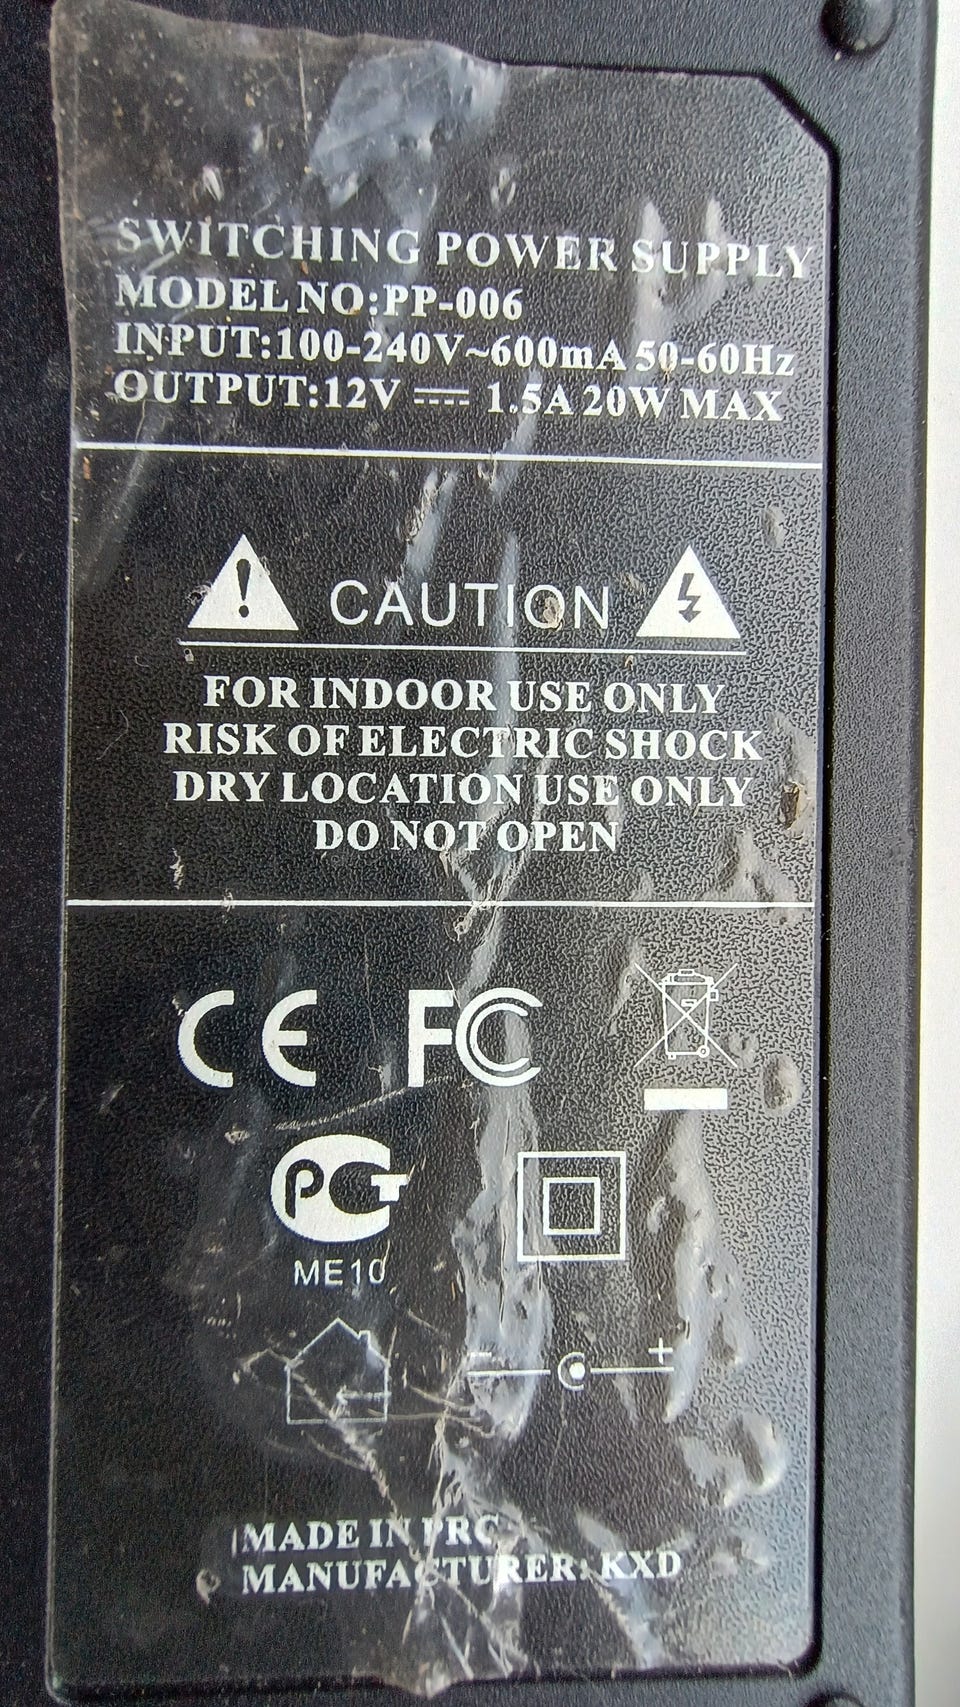 SWITCHING POWER SUPPLY
MODEL NO:PP-006
INPUT:100-240V~600mA 50-60Hz
OUTPUT:12V ⎓ 1.5A 20W MAX
CAUTION
FOR INDOOR USE ONLY
RISK OF ELECTRIC SHOCK
DRY LOCATION USE ONLY
DO NOT OPEN
CE FC
PCT
ME10
- +
MADE IN PRC
MANUFACTURER: KXD